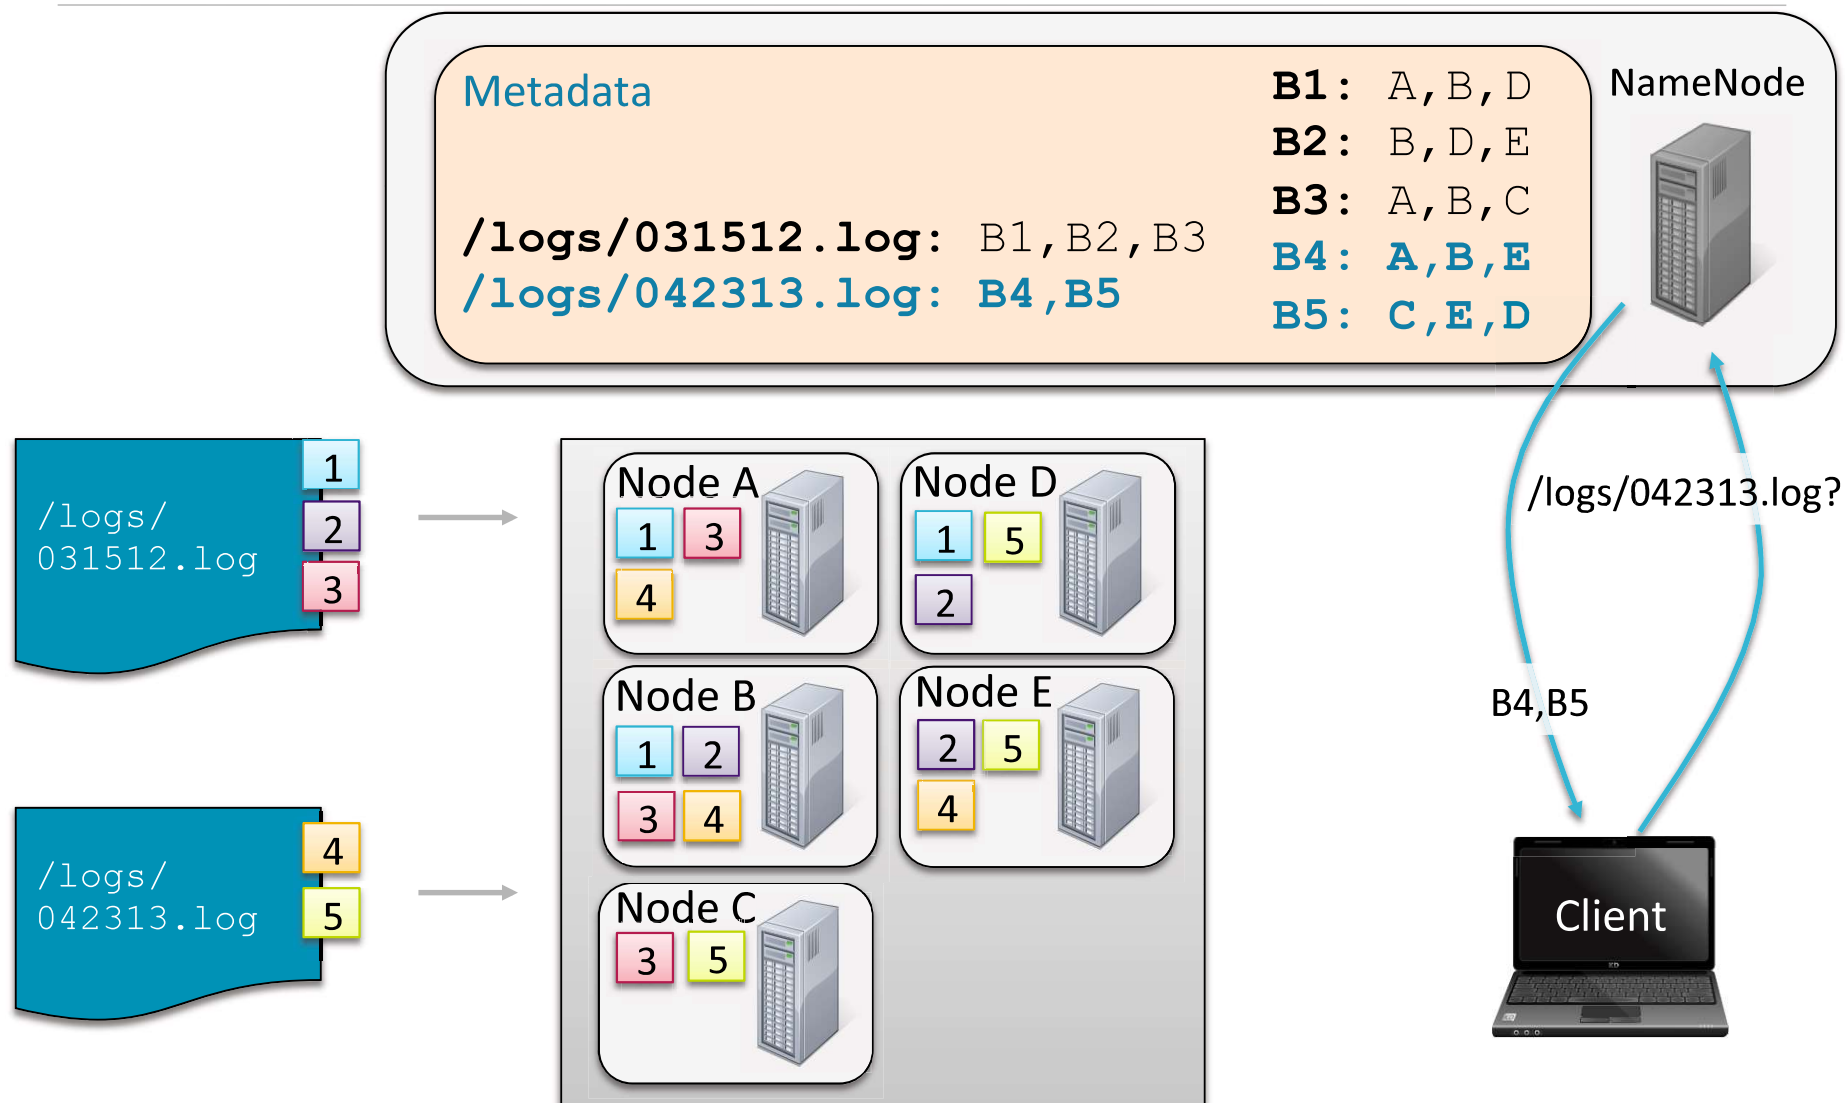 Metadata
B1: A,B,D
B2: B,D,E
B3: A,B,C
B4: A,B,E
B5: C,E,D
/logs/031512.log: B1,B2,B3
/logs/042313.log: B4,B5
NameNode
/logs/
031512.log
1
2
3
/logs/
042313.log
4
5
Node A
1 3
4
Node D
1 5
2
Node B
1 2
3 4
Node E
2 5
4
Node C
3 5
/logs/042313.log?
B4,B5
Client